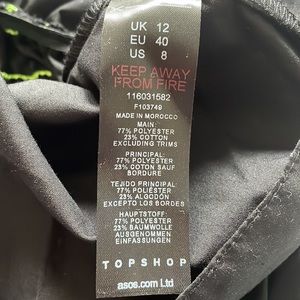 UK 12
EU 40
US 8
KEEP AWAY
FROM FIRE
116031582
F103749
MADE IN MOROCCO
MAIN:
77% POLYESTER
23% COTTON
EXCLUDING TRIMS
PRINCIPAL:
77% POLYESTER
23% COTON SAUF
BORDURE
TEJIDO PRINCIPAL:
77% POLIÉSTER
23% ALGODÓN
EXCEPTO LOS BORDES
HAUPTSTOFF:
77% POLYESTER
23% BAUMWOLLE
AUSGENOMMEN
EINFASSUNGEN
TOPSHOP
asos.com Ltd